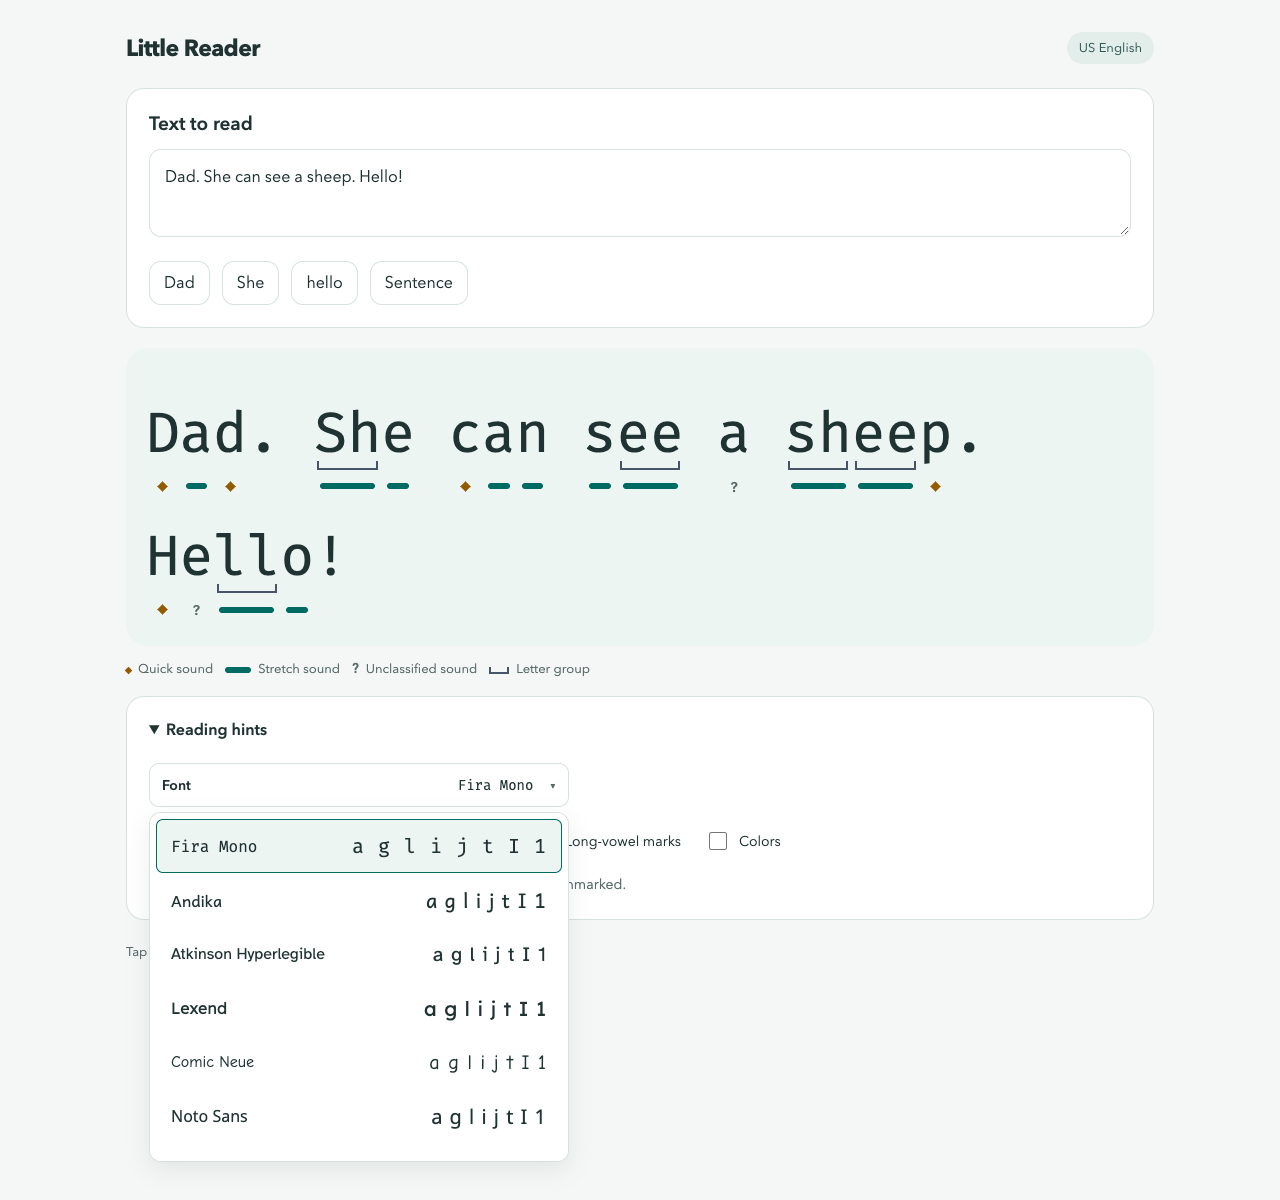 Little Reader
US English
Text to read
Dad. She can see a sheep. Hello!
Dad She hello Sentence
Dad. She can see a sheep.
?
Hello!
?
Quick sound Stretch sound ? Unclassified sound Letter group
▼ Reading hints
Font Fira Mono ▾
Fira Mono a g l i j t I 1
Long-vowel marks Colors
nmarked.
Andika a g l i j t I 1
Tap
Atkinson Hyperlegible a g l i j t I 1
Lexend a g l i j t I 1
Comic Neue a g l i j t I 1
Noto Sans a g l i j t I 1